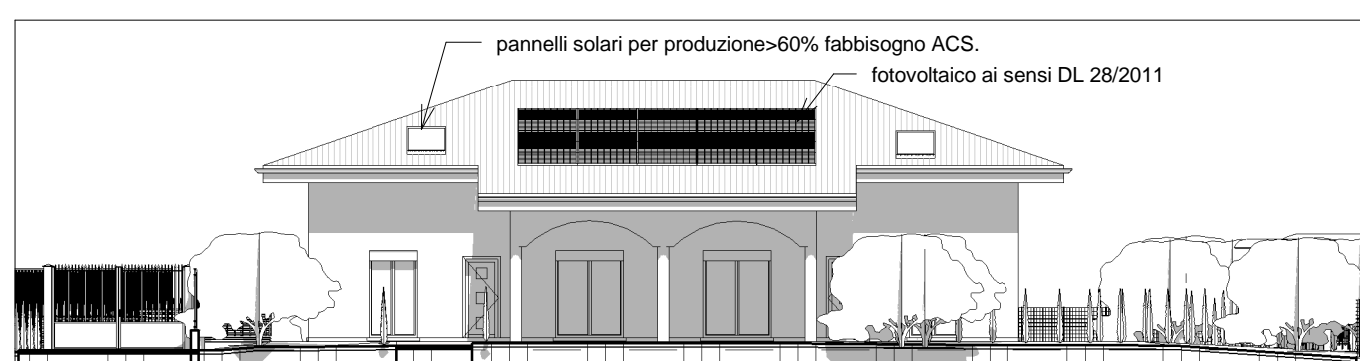 pannelli solari per produzione>60% fabbisogno ACS.
fotovoltaico ai sensi DL 28/2011